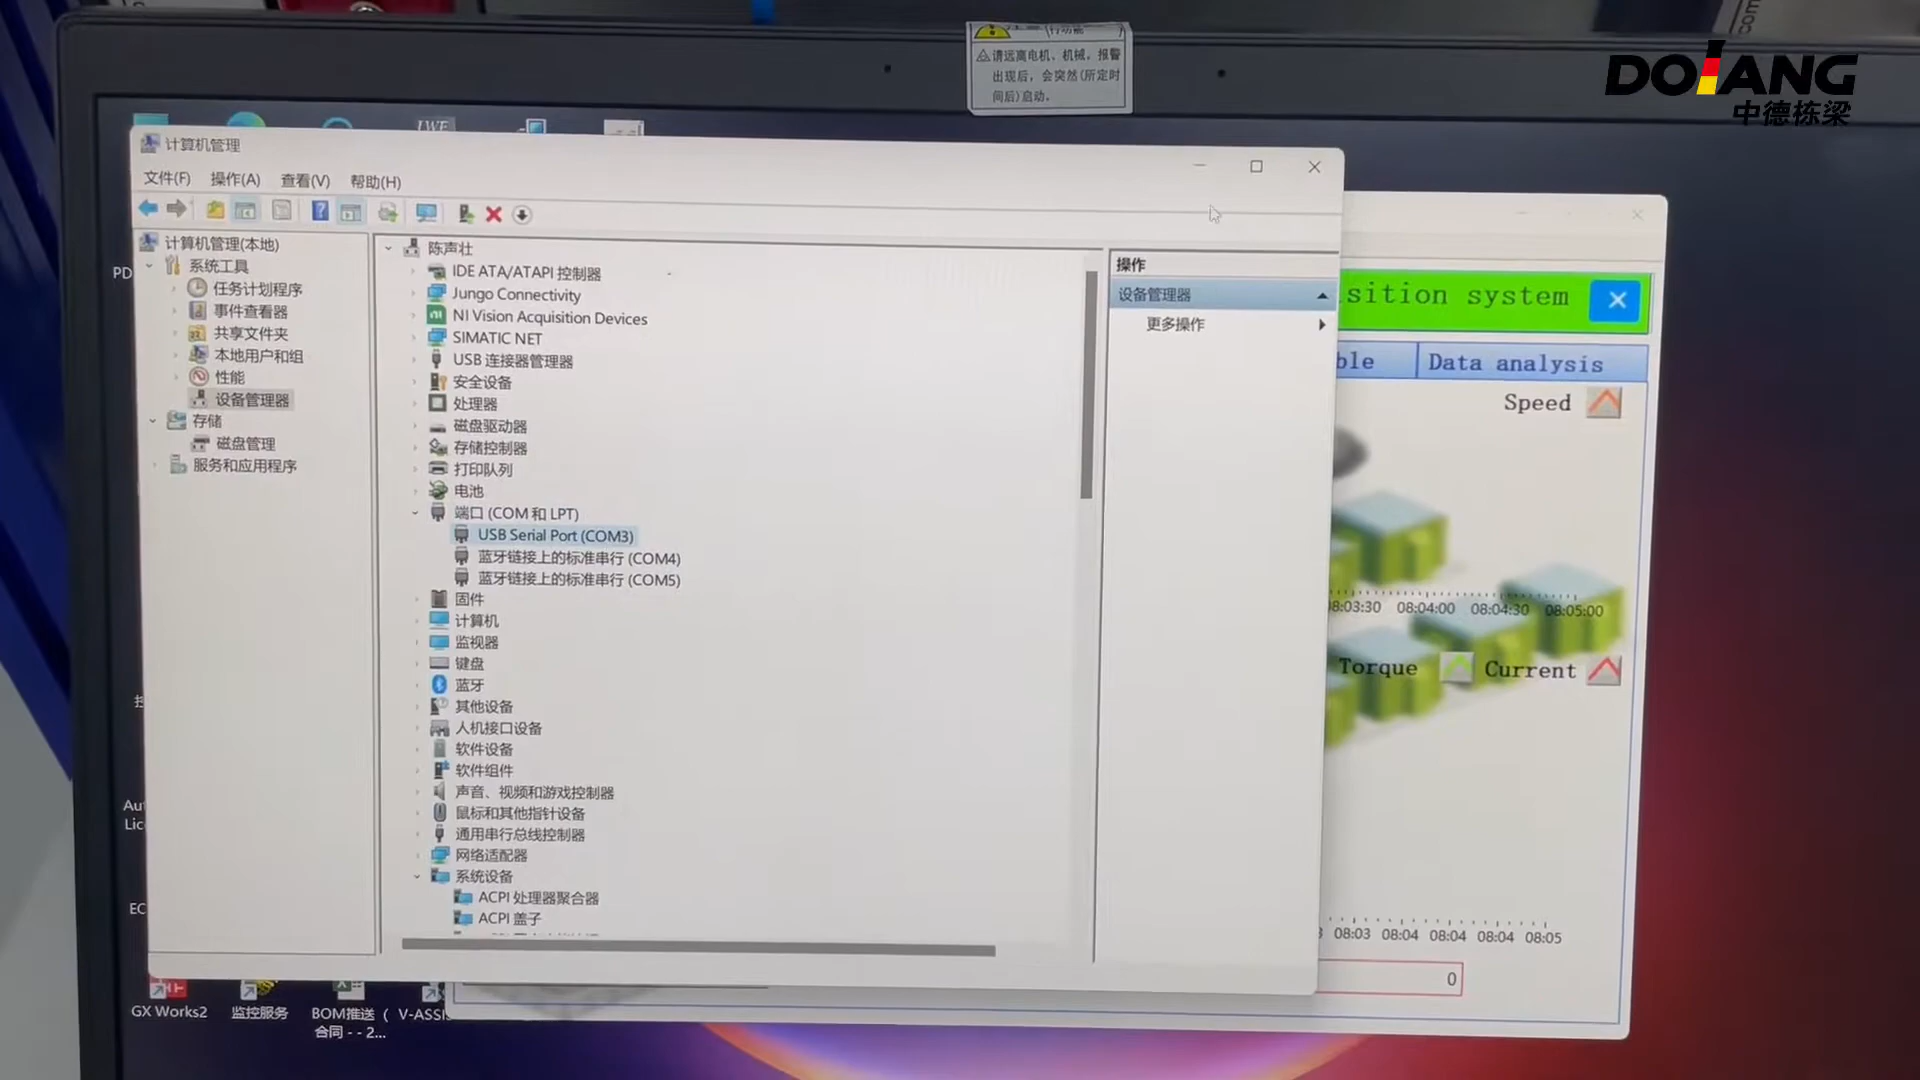 请远离电机、机械，报警
出现后，会突然(所定时
间后)启动。
DOLANG
中德栋梁
计算机管理
文件(F) 操作(A) 查看(V) 帮助(H)
计算机管理(本地)
系统工具
任务计划程序
事件查看器
共享文件夹
本地用户和组
性能
设备管理器
存储
磁盘管理
服务和应用程序
陈声壮
IDE ATA/ATAPI 控制器
Jungo Connectivity
NI Vision Acquisition Devices
SIMATIC NET
USB 连接器管理器
安全设备
处理器
磁盘驱动器
存储控制器
打印队列
电池
端口 (COM 和 LPT)
USB Serial Port (COM3)
蓝牙链接上的标准串行 (COM4)
蓝牙链接上的标准串行 (COM5)
固件
计算机
监视器
键盘
蓝牙
其他设备
人机接口设备
软件设备
软件组件
声音、视频和游戏控制器
鼠标和其他指针设备
通用串行总线控制器
网络适配器
系统设备
ACPI 处理器聚合器
ACPI 盖子
操作
设备管理器
更多操作
sition system
ble Data analysis
Speed
8:03:30 08:04:00 08:04:30 08:05:00
Torque Current
08:03 08:04 08:04 08:04 08:05
0
PD
Au
Lic
EC
GX Works2 监控服务 BOM推送（ V-ASSI
合同 - - 2...